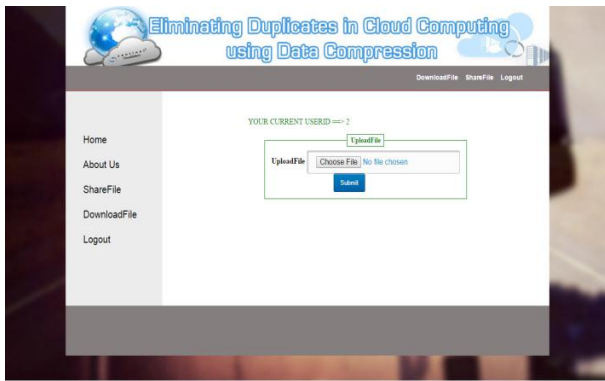 Eliminating Duplicates in Cloud Computing
using Data Compression
DownloadFile ShareFile Logout
YOUR CURRENT USERID ==> 2
Home
About Us
ShareFile
DownloadFile
Logout
UploadFile
UploadFile Choose File No file chosen
Submit